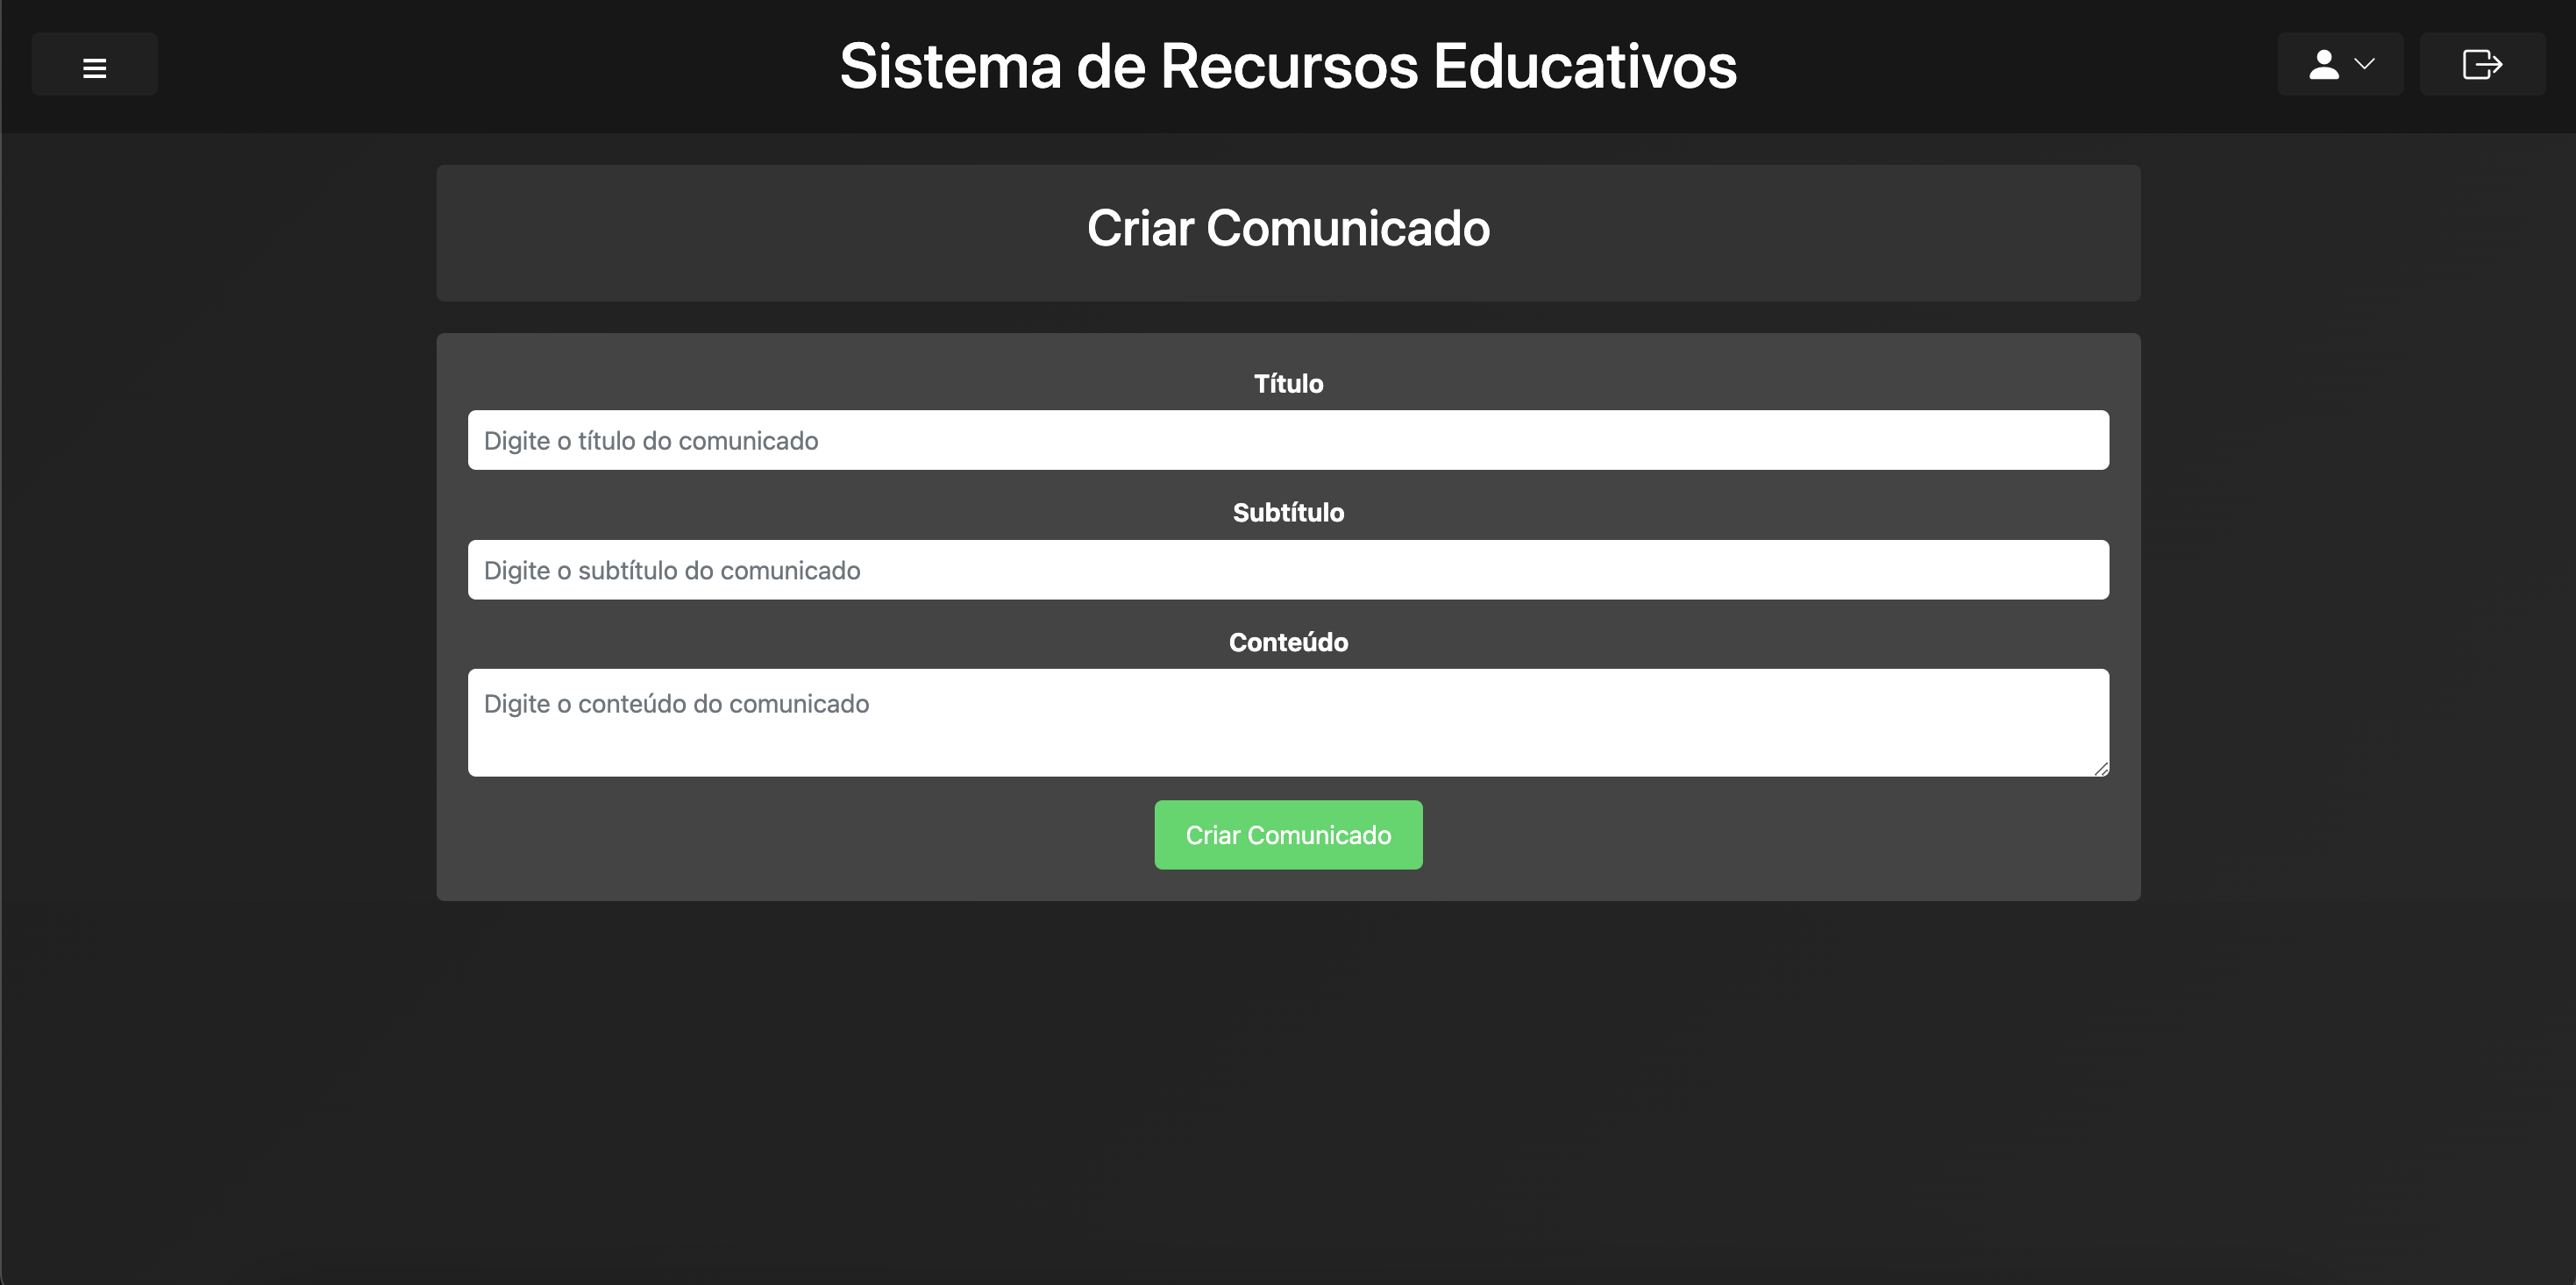 Sistema de Recursos Educativos
Criar Comunicado
Título
Digite o título do comunicado
Subtítulo
Digite o subtítulo do comunicado
Conteúdo
Digite o conteúdo do comunicado
Criar Comunicado